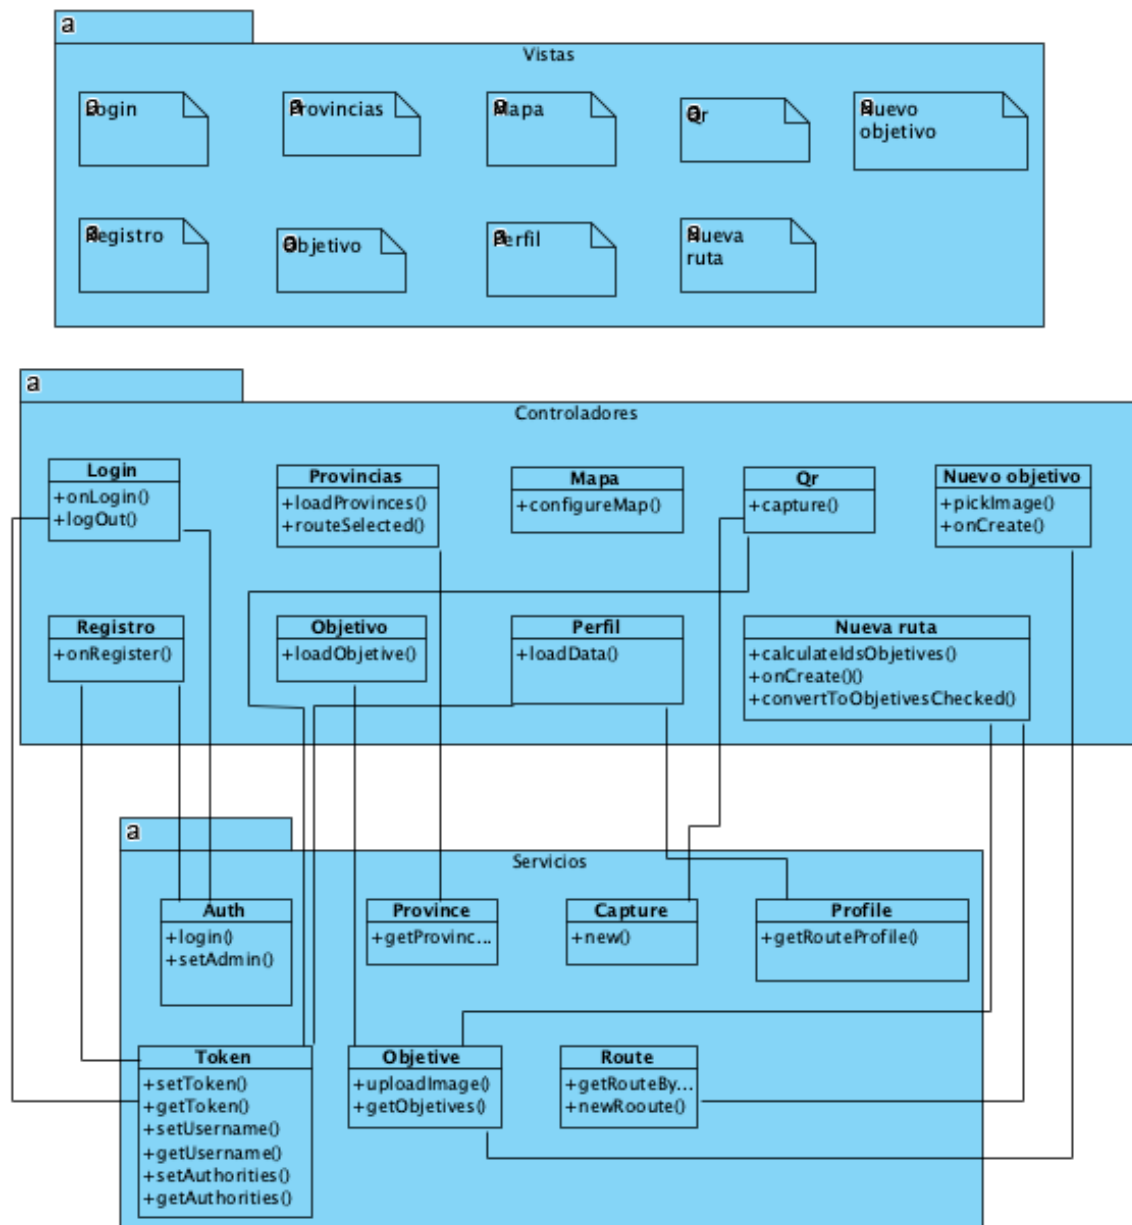 a
Vistas
Login
Provincias
Mapa
Qr
Nuevo
objetivo
Registro
Objetivo
Perfil
Nueva
ruta
a
Controladores
Login
+onLogin()
+logOut()
Provincias
+loadProvinces()
+routeSelected()
Mapa
+configureMap()
Qr
+capture()
Nuevo objetivo
+pickImage()
+onCreate()
Registro
+onRegister()
Objetivo
+loadObjetive()
Perfil
+loadData()
Nueva ruta
+calculateIdsObjetives()
+onCreate()()
+convertToObjetivesChecked()
a
Servicios
Auth
+login()
+setAdmin()
Province
+getProvinc...
Capture
+new()
Profile
+getRouteProfile()
Token
+setToken()
+getToken()
+setUsername()
+getUsername()
+setAuthorities()
+getAuthorities()
Objetive
+uploadImage()
+getObjetives()
Route
+getRouteBy...
+newRooute()